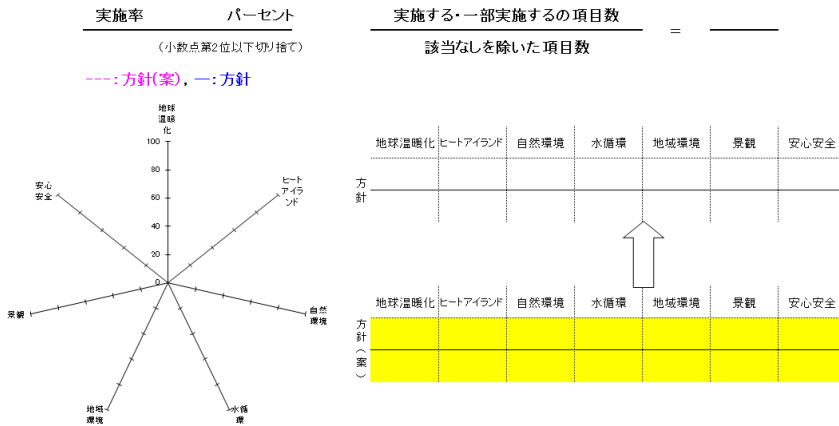 実施率 パーセント
(小数点第2位以下切り捨て)
実施する・一部実施するの項目数
該当なしを除いた項目数
=
---:方針(案), ―:方針
地球
温暖
化
100
80
60
40
20
0
ヒート
アイラ
ンド
自然
環境
水循
環
地域
環境
景観
安心
安全
地球温暖化 ヒートアイランド 自然環境 水循環 地域環境 景観 安心安全
方
針
地球温暖化 ヒートアイランド 自然環境 水循環 地域環境 景観 安心安全
方
針
(
案
)